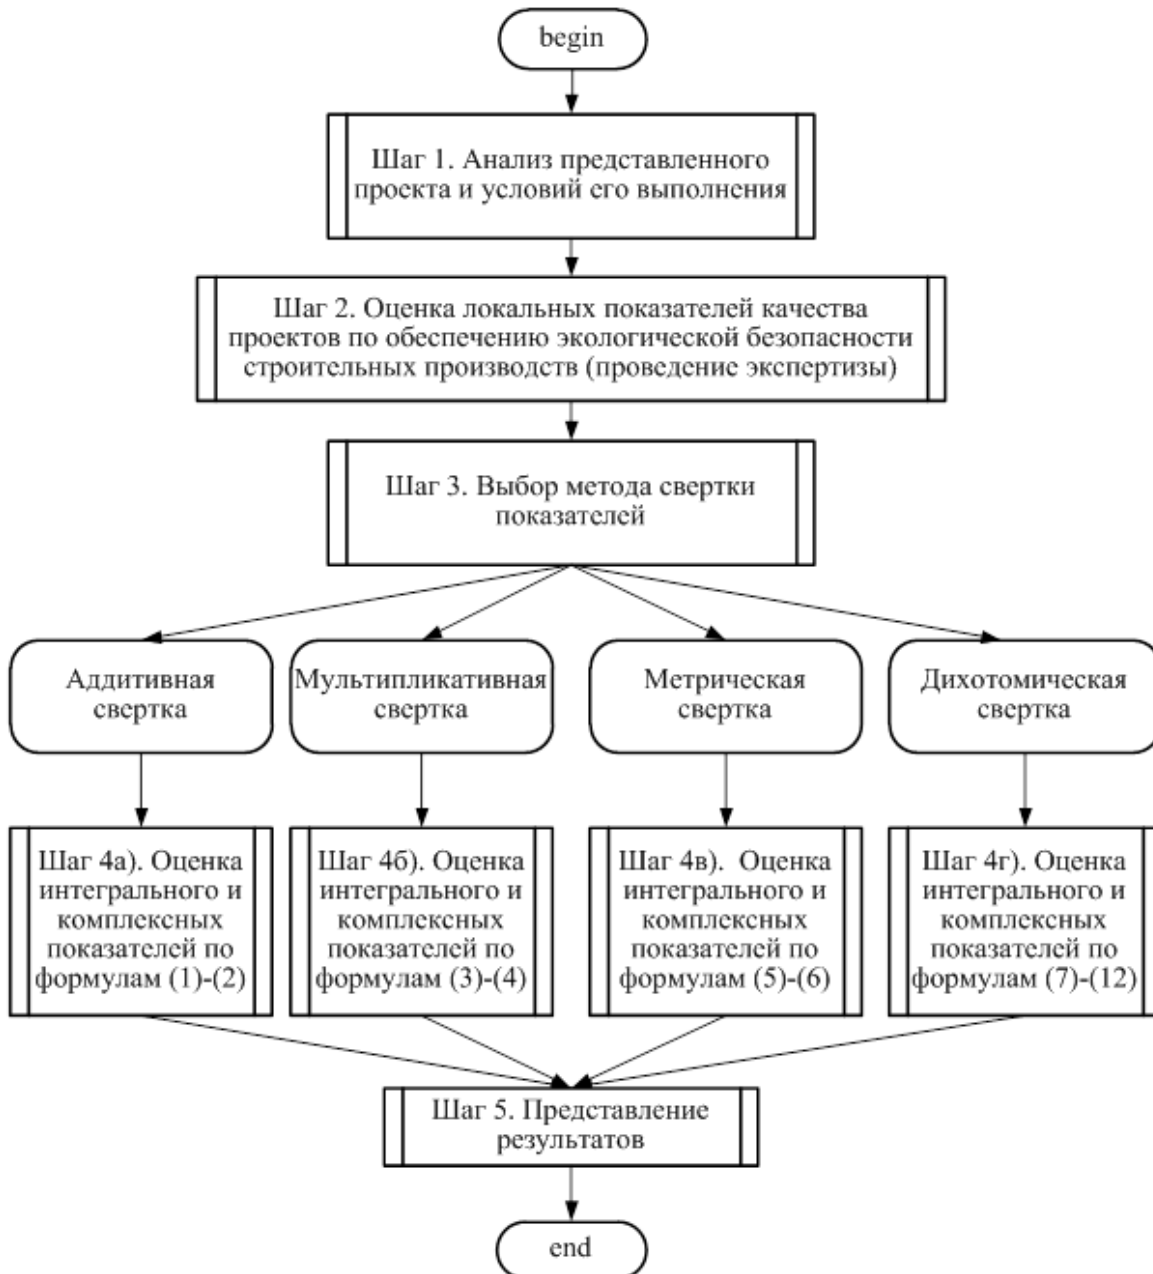 begin
Шаг 1. Анализ представленного
проекта и условий его выполнения
Шаг 2. Оценка локальных показателей качества
проектов по обеспечению экологической безопасности
строительных производств (проведение экспертизы)
Шаг 3. Выбор метода свертки
показателей
Аддитивная
свертка
Мультипликативная
свертка
Метрическая
свертка
Дихотомическая
свертка
Шаг 4а). Оценка
интегрального и
комплексных
показателей по
формулам (1)-(2)
Шаг 4б). Оценка
интегрального и
комплексных
показателей по
формулам (3)-(4)
Шаг 4в).  Оценка
интегрального и
комплексных
показателей по
формулам (5)-(6)
Шаг 4г). Оценка
интегрального и
комплексных
показателей по
формулам (7)-(12)
Шаг 5. Представление
результатов
end